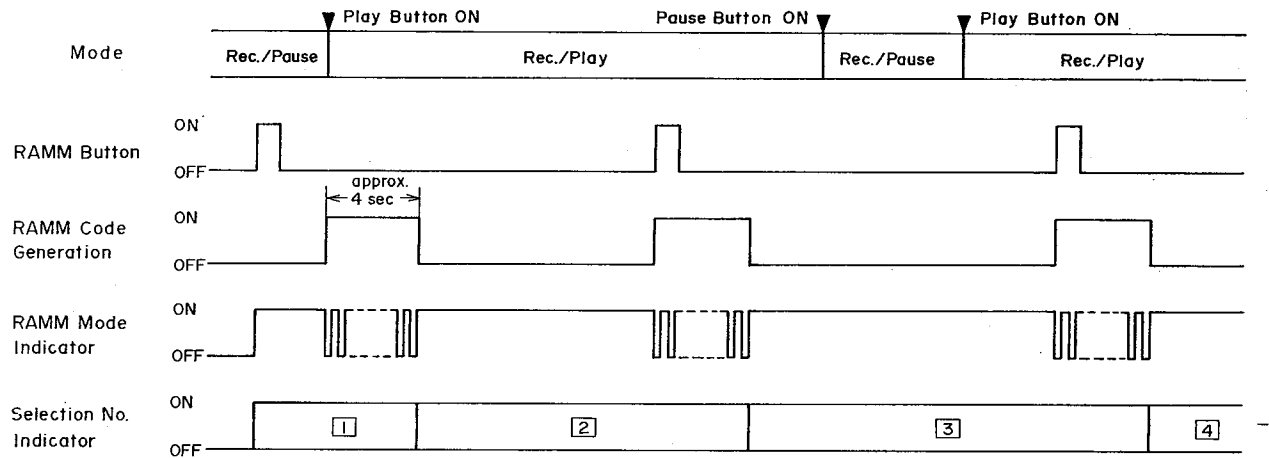 Play Button ON Pause Button ON Play Button ON
Mode Rec./Pause Rec./Play Rec./Pause Rec./Play
ON
RAMM Button
OFF
approx.
4 sec
ON
RAMM Code
Generation
OFF
ON
RAMM Mode
Indicator
OFF
ON
Selection No.
Indicator
1 2 3 4
OFF